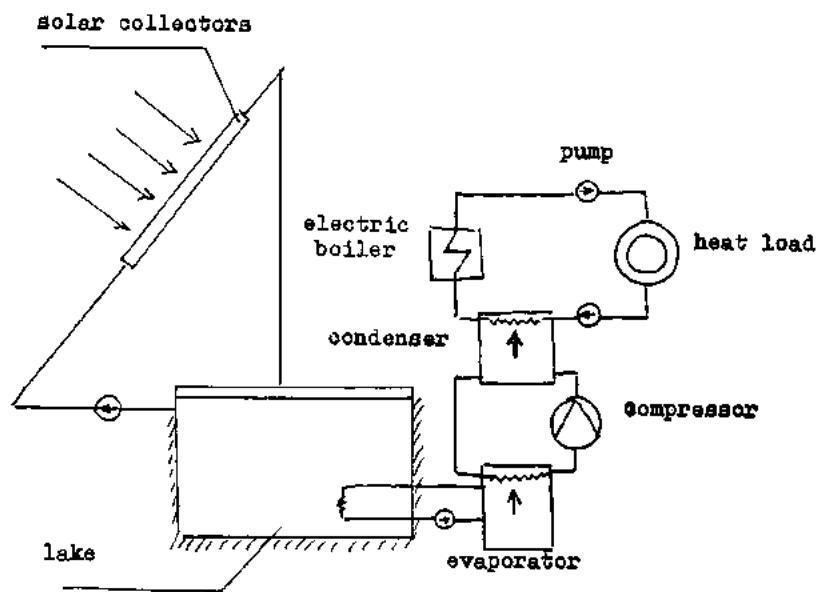 solar collectors
pump
electric
boiler
heat load
condenser
compressor
lake
evaporator